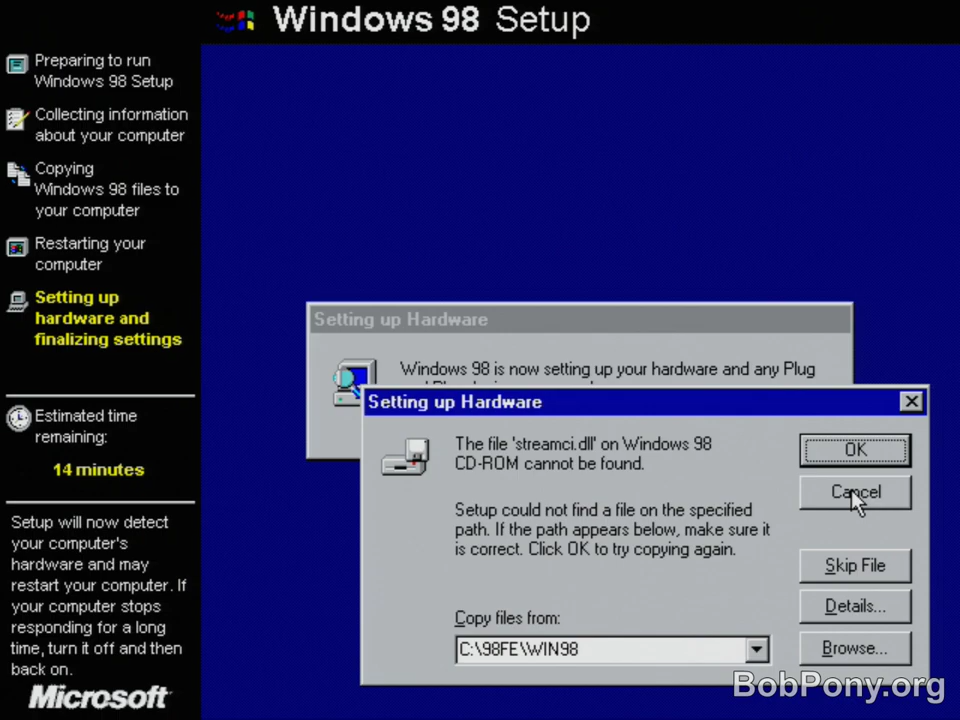 Windows 98 Setup
Preparing to run
Windows 98 Setup
Collecting information
about your computer
Copying
Windows 98 files to
your computer
Restarting your
computer
Setting up
hardware and
finalizing settings
Estimated time
remaining:
14 minutes
Setup will now detect
your computer's
hardware and may
restart your computer. If
your computer stops
responding for a long
time, turn it off and then
back on.
Microsoft
Setting up Hardware
Windows 98 is now setting up your hardware and any Plug
Setting up Hardware
The file 'streamci.dll' on Windows 98
CD-ROM cannot be found.
Setup could not find a file on the specified
path. If the path appears below, make sure it
is correct. Click OK to try copying again.
Copy files from:
C:\98FE\WIN98
OK
Cancel
Skip File
Details...
Browse...
BobPony.org